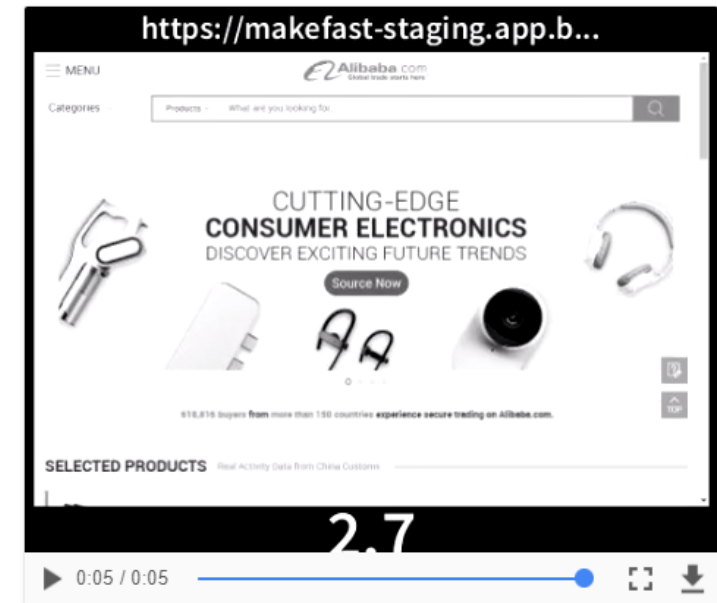 https://makefast-staging.app.b...
MENU
Alibaba.com
Global trade starts here
Categories
Products
What are you looking for
CUTTING-EDGE
CONSUMER ELECTRONICS
DISCOVER EXCITING FUTURE TRENDS
Source Now
TOP
618,816 buyers from more than 190 countries experience secure trading on Alibaba.com.
SELECTED PRODUCTS Real Activity Data from China Customs
2.7
0:05 / 0:05